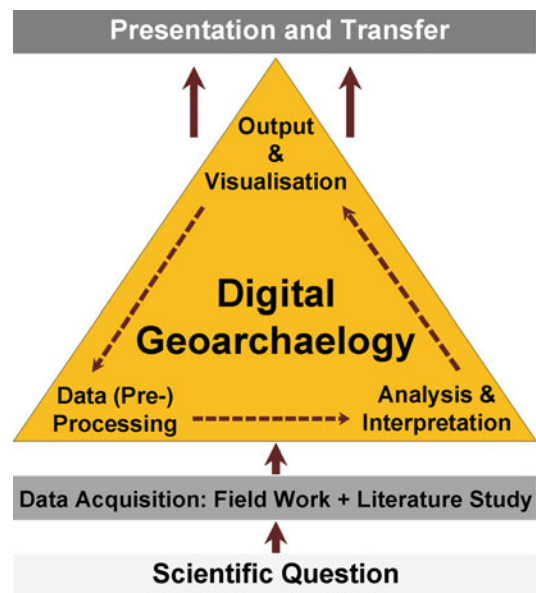 Presentation and Transfer
Output
&
Visualisation
Digital
Geoarchaelogy
Data (Pre-)
Processing
Analysis &
Interpretation
Data Acquisition: Field Work + Literature Study
Scientific Question